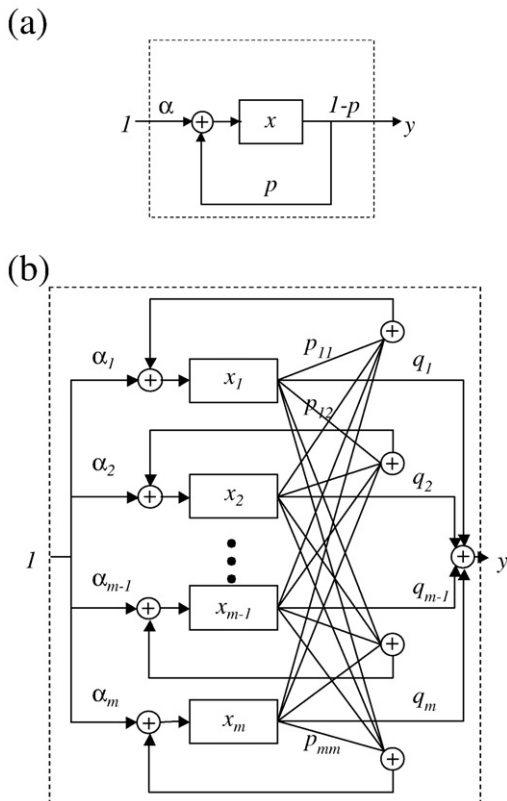 (a)
α
x
1-p
1
y
p
(b)
p₁₁
α₁
x₁
q₁
p₁₂
α₂
x₂
q₂
1
y
αₘ₋₁
xₘ₋₁
qₘ₋₁
αₘ
xₘ
qₘ
pₘₘ